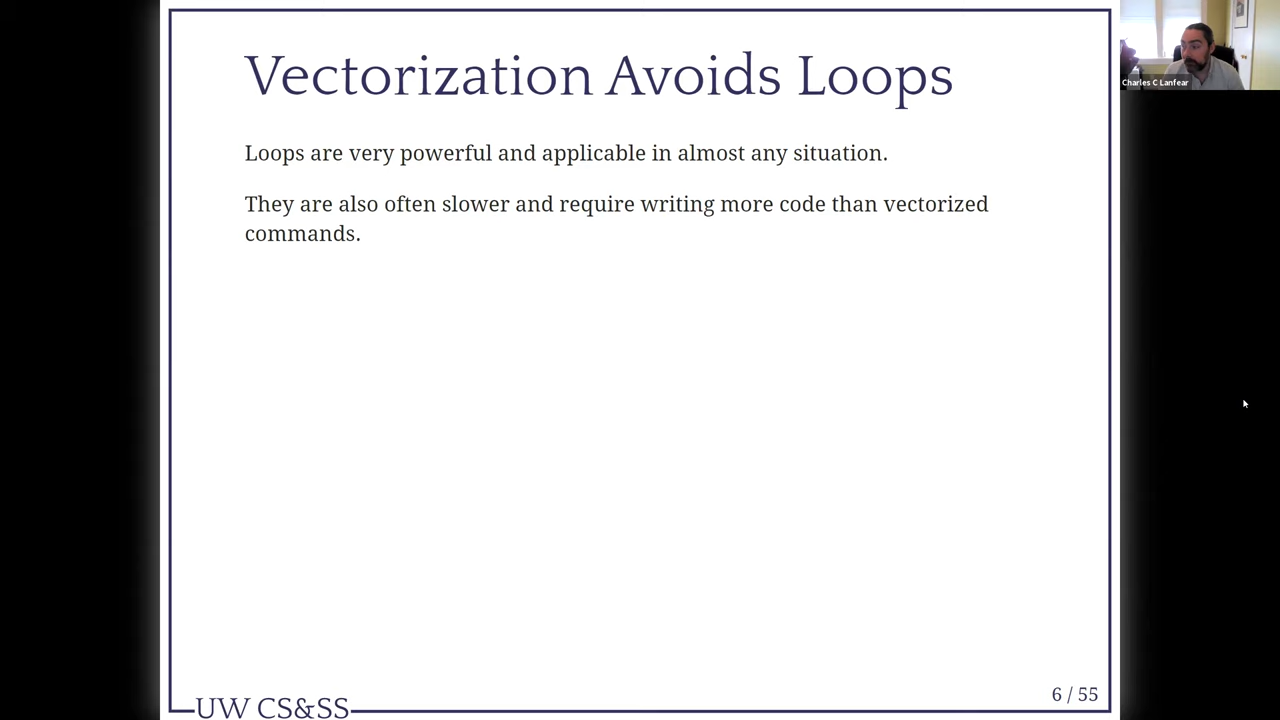 Vectorization Avoids Loops
Charles C Lanfear
Loops are very powerful and applicable in almost any situation.
They are also often slower and require writing more code than vectorized
commands.
6 / 55
UW CS&SS